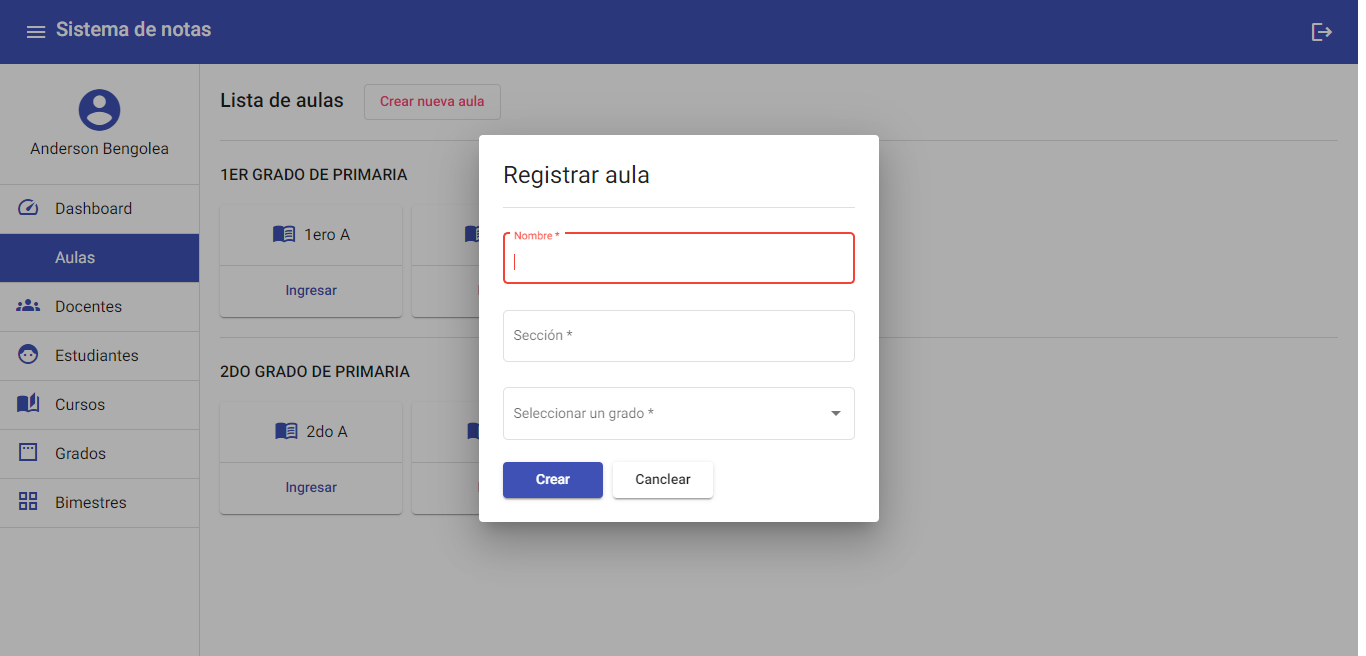 Sistema de notas
Anderson Bengolea
Dashboard
Aulas
Docentes
Estudiantes
Cursos
Grados
Bimestres
Lista de aulas
Crear nueva aula
1ER GRADO DE PRIMARIA
1ero A
Ingresar
2DO GRADO DE PRIMARIA
2do A
Ingresar
Registrar aula
Nombre *
Sección *
Seleccionar un grado *
Crear
Canclear